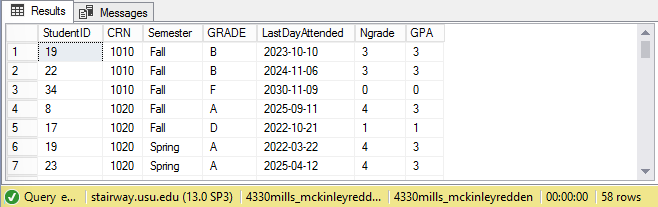 Results Messages
StudentID CRN Semester GRADE LastDayAttended Ngrade GPA
1 19 1010 Fall B 2023-10-10 3 3
2 22 1010 Fall B 2024-11-06 3 3
3 34 1010 Fall F 2030-11-09 0 0
4 8 1020 Fall A 2025-09-11 4 3
5 17 1020 Fall D 2022-10-21 1 1
6 19 1020 Spring A 2022-03-22 4 3
7 23 1020 Spring A 2025-04-12 4 3
Query e... stairway.usu.edu (13.0 SP3) 4330mills_mckinleyredd... 4330mills_mckinleyredden 00:00:00 58 rows